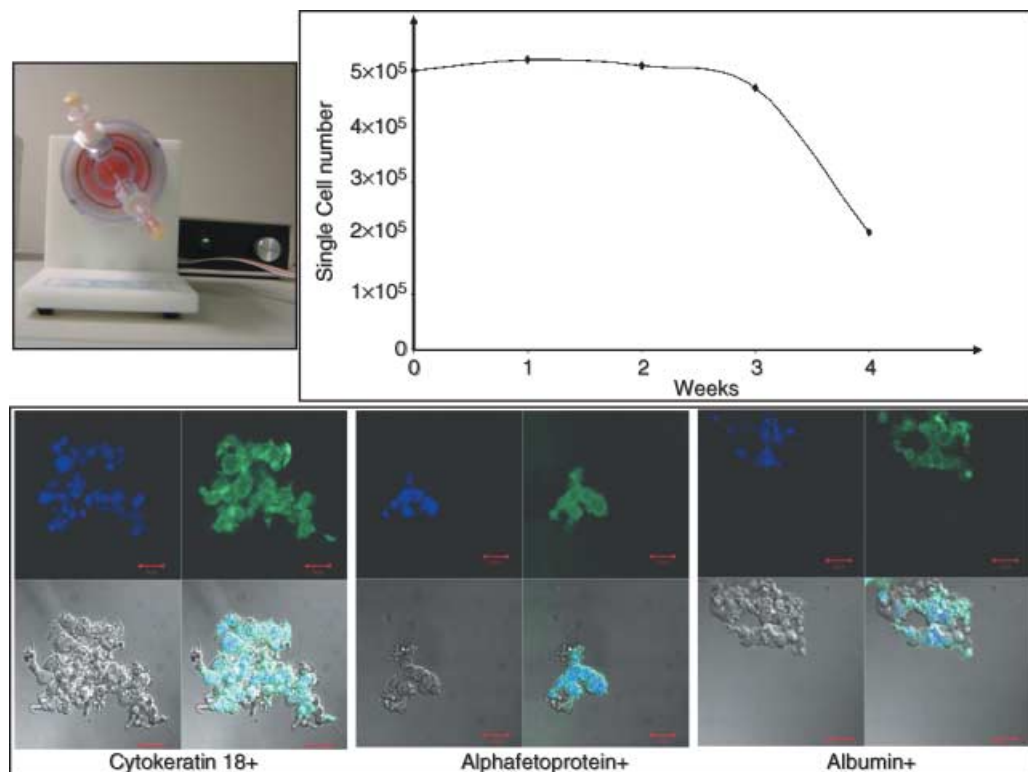 Single Cell number
5×10⁵
4×10⁵
3×10⁵
2×10⁵
1×10⁵
0
0 1 2 3 4
Weeks
Cytokeratin 18+ Alphafetoprotein+ Albumin+